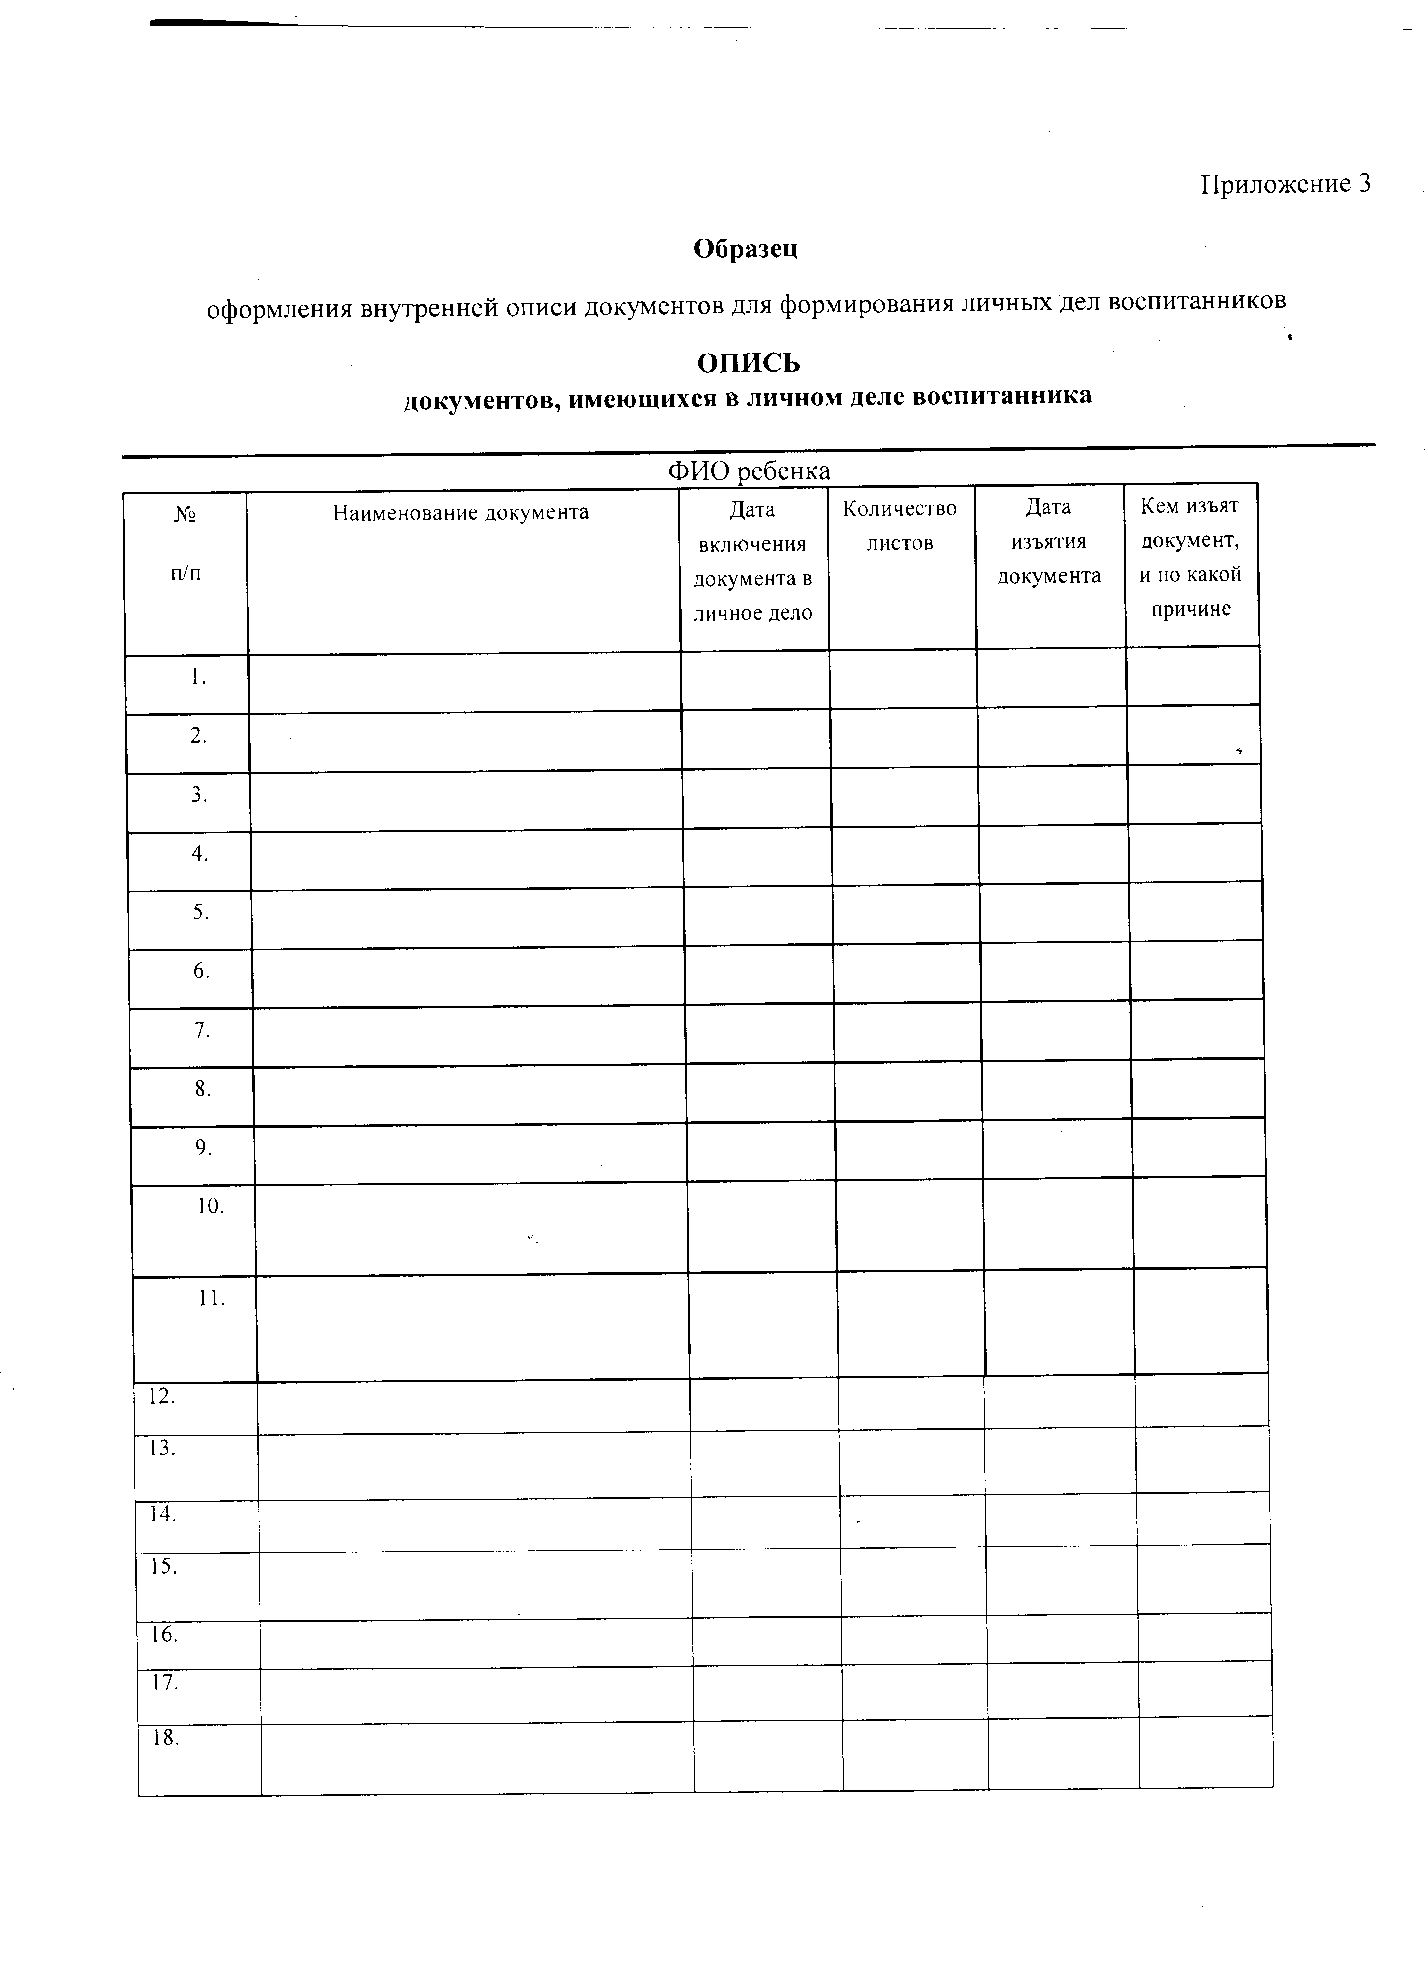 Приложение 3
Образец
оформления внутренней описи документов для формирования личных дел воспитанников
ОПИСЬ
документов, имеющихся в личном деле воспитанника
ФИО ребенка
№
п/п
Наименование документа
Дата
включения
документа в
личное дело
Количество
листов
Дата
изъятия
документа
Кем изъят
документ,
и по какой
причине
1.
2.
3.
4.
5.
6.
7.
8.
9.
10.
11.
12.
13.
14.
15.
16.
17.
18.